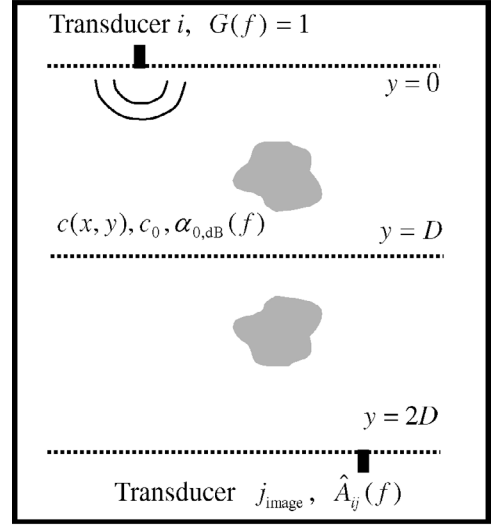 Transducer i, G(f) = 1
y = 0
c(x, y), c₀, α₀,dB(f)
y = D
y = 2D
Transducer j_image, Â_ij(f)